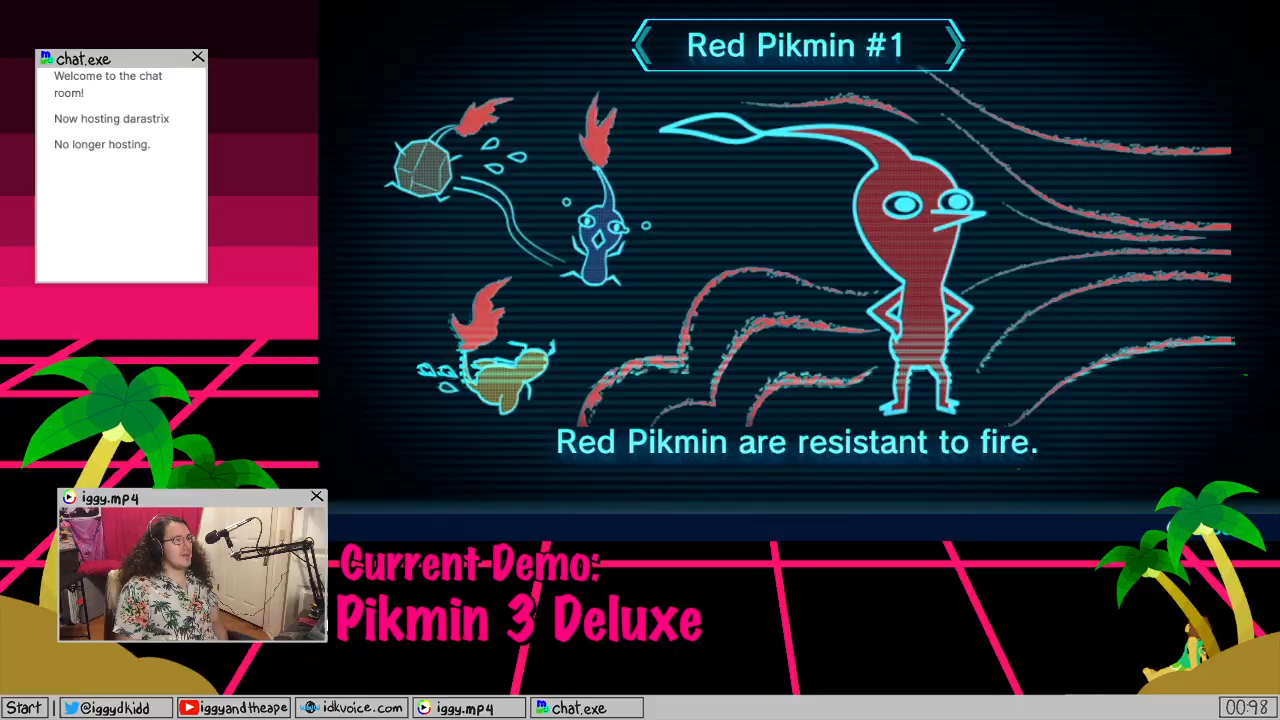 chat.exe
Welcome to the chat
room!
Now hosting darastrix
No longer hosting.
Red Pikmin #1
Red Pikmin are resistant to fire.
iggy.mp4
Current Demo:
Pikmin 3 Deluxe
Start
@iggydkidd
iggyandtheape
www idkvoice.com
iggy.mp4
chat.exe
00:98